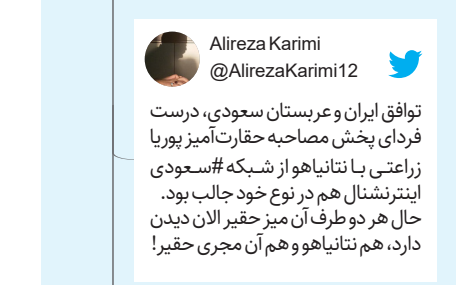 Alireza Karimi
@AlirezaKarimi12
توافق ایران و عربستان سعودی، درست
فردای پخش مصاحبه حقارت‌آمیز پوریا
زراعتی با نتانیاهو از شبکه #سعودی
اینترنشنال هم در نوع خود جالب بود.
حال هر دو طرف آن میز حقیر الان دیدن
دارد، هم نتانیاهو و هم آن مجری حقیر!